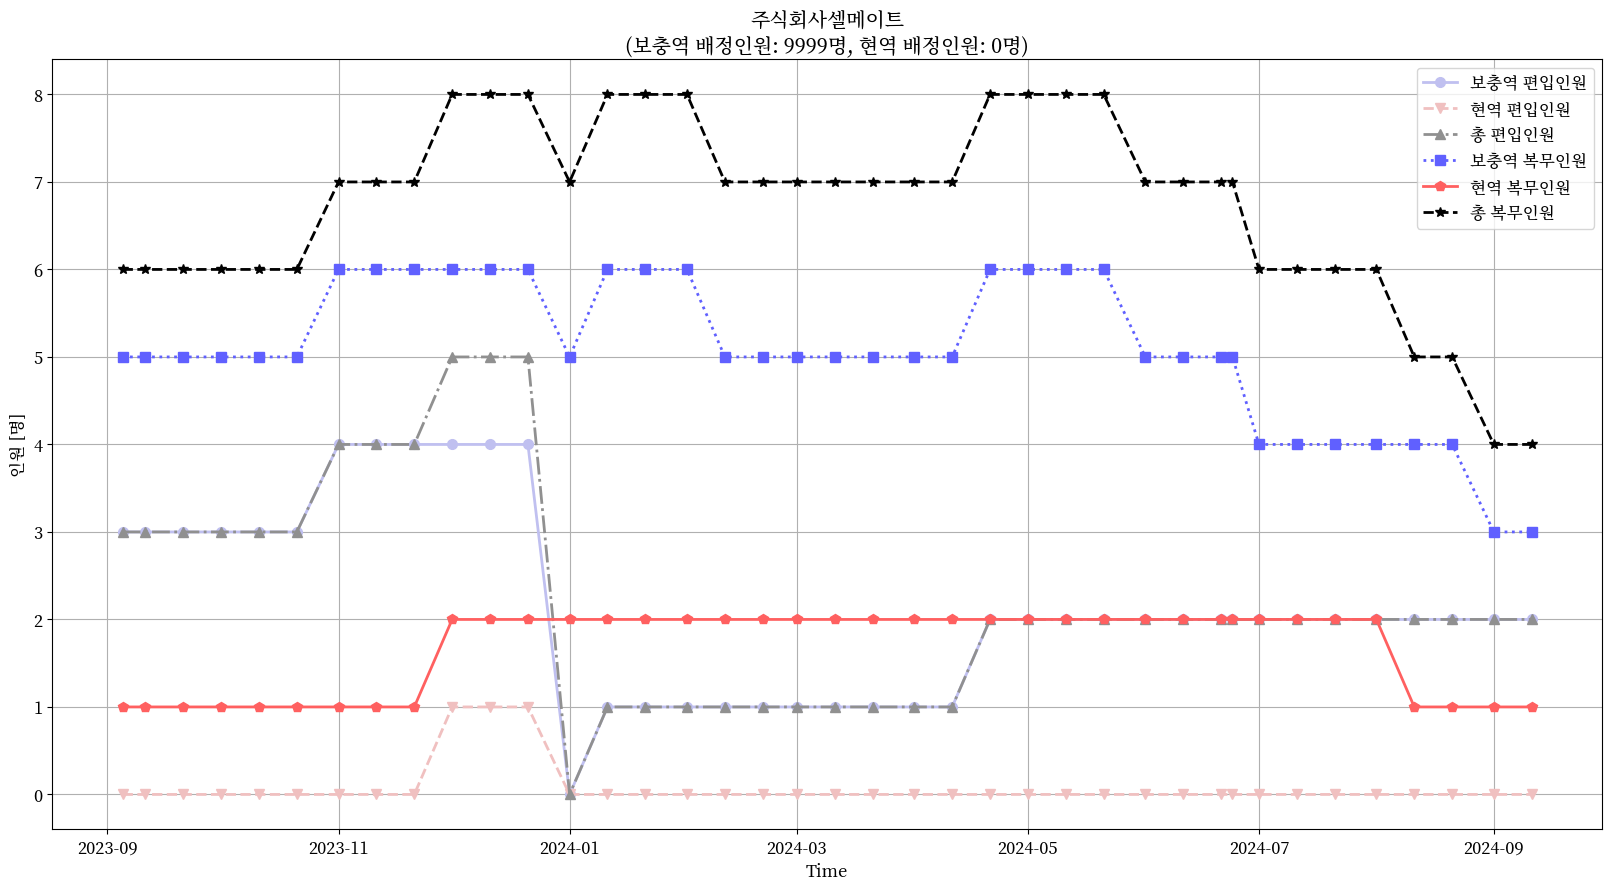 주식회사셀메이트
(보충역 배정인원: 9999명, 현역 배정인원: 0명)
보충역 편입인원
현역 편입인원
총 편입인원
보충역 복무인원
현역 복무인원
총 복무인원
인원 [명]
8
7
6
5
4
3
2
1
0
2023-09
2023-11
2024-01
2024-03
2024-05
2024-07
2024-09
Time